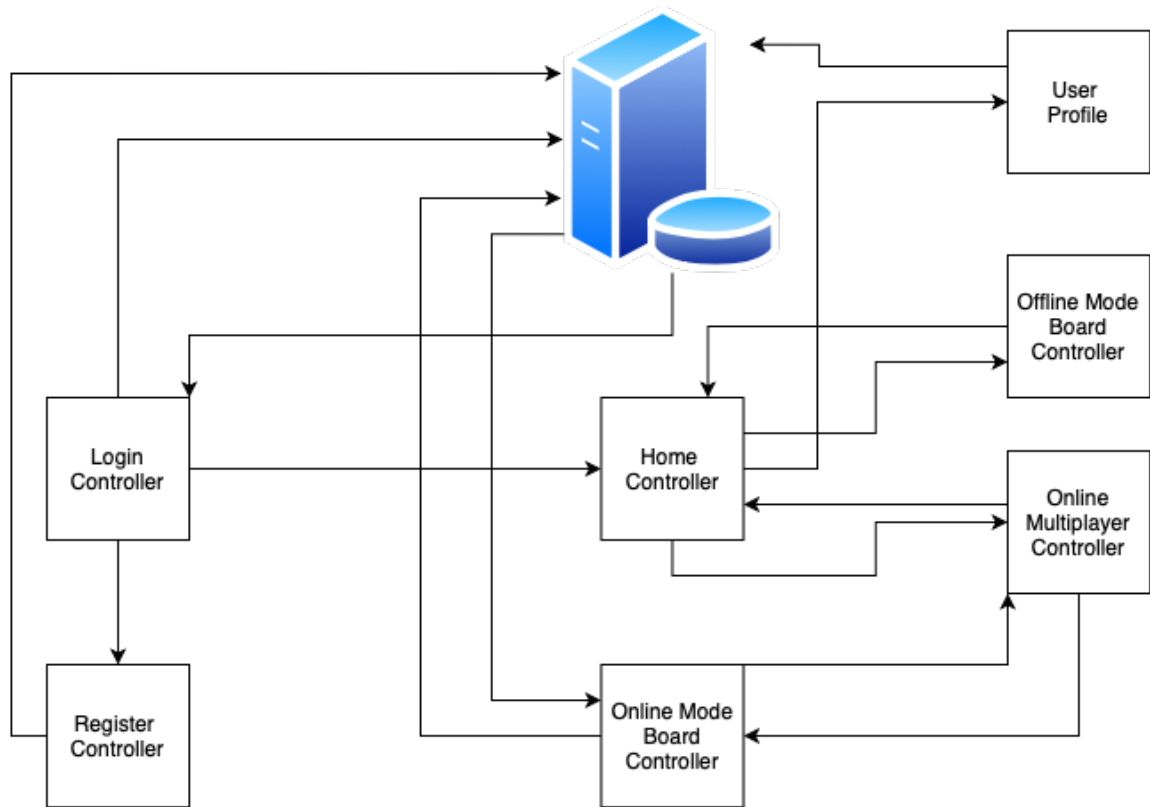 User
Profile
Offline Mode
Board
Controller
Login
Controller
Home
Controller
Online
Multiplayer
Controller
Register
Controller
Online Mode
Board
Controller